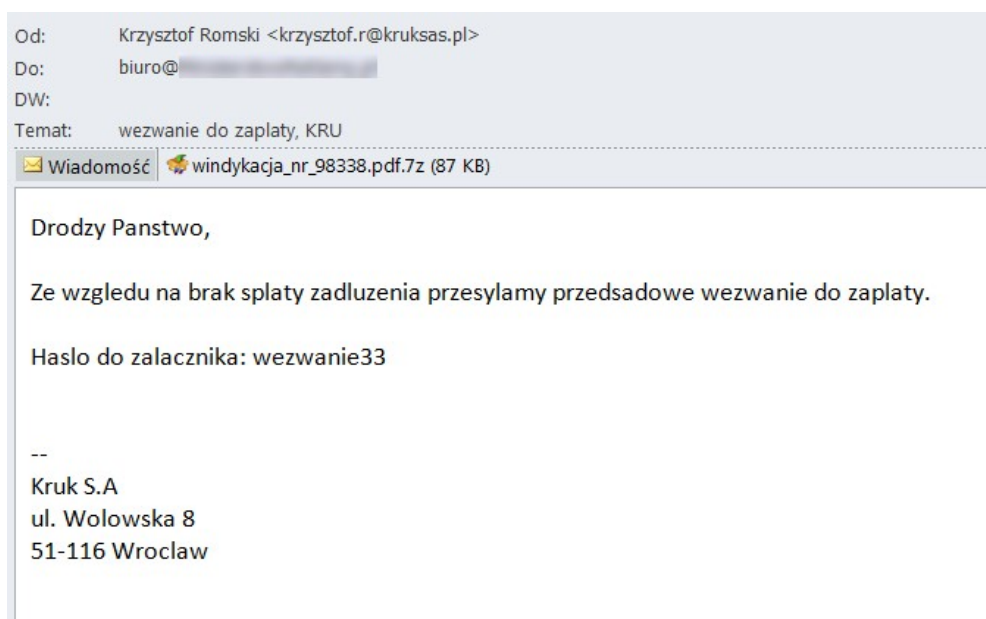 Od: Krzysztof Romski <krzysztof.r@kruksas.pl>
Do: biuro@
DW:
Temat: wezwanie do zaplaty, KRU
Wiadomość windykacja_nr_98338.pdf.7z (87 KB)
Drodzy Panstwo,
Ze wzgledu na brak splaty zadluzenia przesylamy przedsadowe wezwanie do zaplaty.
Haslo do zalacznika: wezwanie33
--
Kruk S.A
ul. Wolowska 8
51-116 Wroclaw